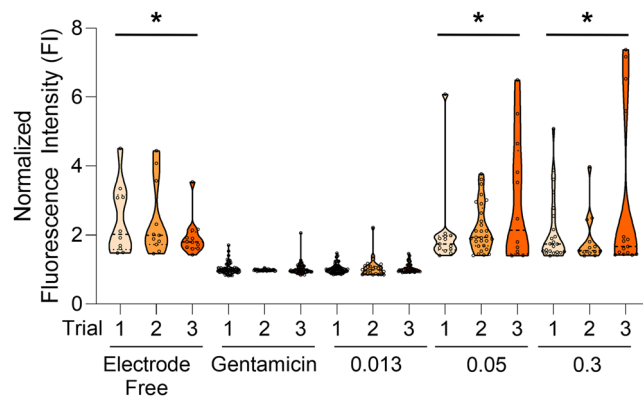 Normalized
Fluorescence Intensity (FI)
8
6
4
2
0
* * *
Trial 1 2 3 1 2 3 1 2 3 1 2 3 1 2 3
Electrode Free Gentamicin 0.013 0.05 0.3